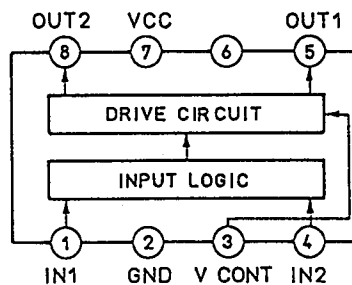 OUT2 VCC OUT1
8 7 6 5
DRIVE CIRCUIT
INPUT LOGIC
1 2 3 4
IN1 GND V CONT IN2